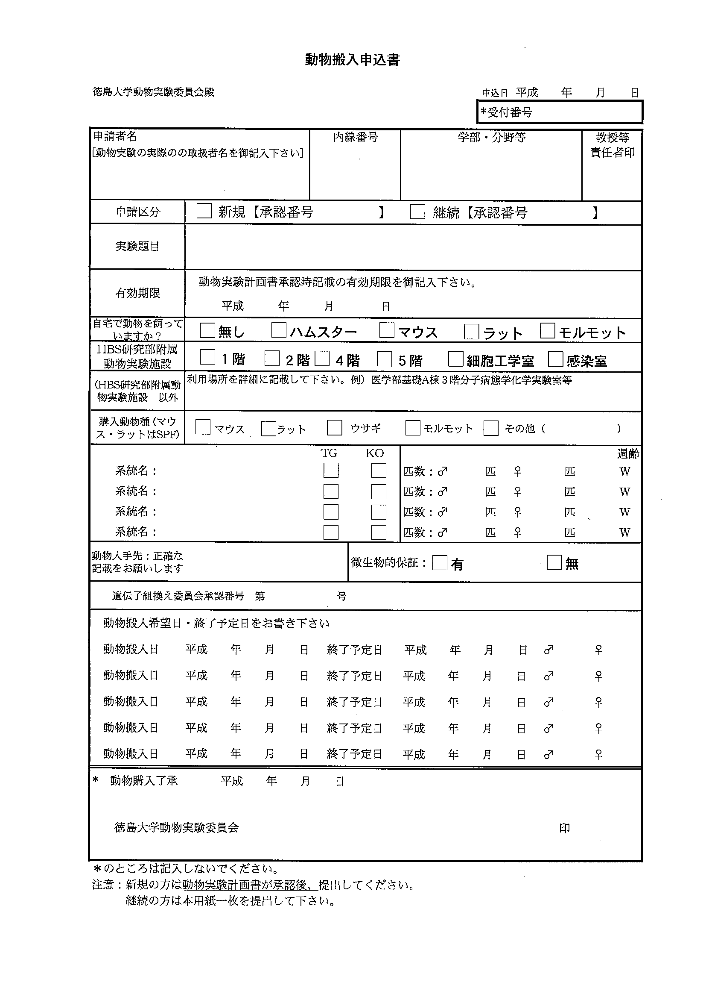 動物搬入申込書
徳島大学動物実験委員会殿
申込日 平成 年 月 日
*受付番号
申請者名
[動物実験の実際のの取扱者名を御記入下さい]
内線番号
学部・分野等
教授等
責任者印
申請区分
□ 新規【承認番号 】 □ 継続【承認番号 】
実験題目
有効期限
動物実験計画書承認時記載の有効期限を御記入下さい。
平成 年 月 日
自宅で動物を飼って
いますか？
□無し □ハムスター □マウス □ラット □モルモット
HBS研究部附属
動物実験施設
□1階 □2階 □4階 □5階 □細胞工学室 □感染室
(HBS研究部附属動
物実験施設 以外
利用場所を詳細に記載して下さい。例）医学部基礎A棟３階分子病態学化学実験室等
購入動物種(マウ
ス・ラットはSPF)
□マウス □ラット □ウサギ □モルモット □その他（ ）
TG KO 週齢
系統名： □ □ 匹数：♂ 匹 ♀ 匹 W
系統名： □ □ 匹数：♂ 匹 ♀ 匹 W
系統名： □ □ 匹数：♂ 匹 ♀ 匹 W
系統名： □ □ 匹数：♂ 匹 ♀ 匹 W
動物入手先：正確な
記載をお願いします
微生物的保証：□有 □無
遺伝子組換え委員会承認番号 第 号
動物搬入希望日・終了予定日をお書き下さい
動物搬入日 平成 年 月 日 終了予定日 平成 年 月 日 ♂ ♀
動物搬入日 平成 年 月 日 終了予定日 平成 年 月 日 ♂ ♀
動物搬入日 平成 年 月 日 終了予定日 平成 年 月 日 ♂ ♀
動物搬入日 平成 年 月 日 終了予定日 平成 年 月 日 ♂ ♀
動物搬入日 平成 年 月 日 終了予定日 平成 年 月 日 ♂ ♀
* 動物購入了承 平成 年 月 日
徳島大学動物実験委員会 印
＊のところは記入しないでください。
注意：新規の方は動物実験計画書が承認後、提出してください。
継続の方は本用紙一枚を提出して下さい。